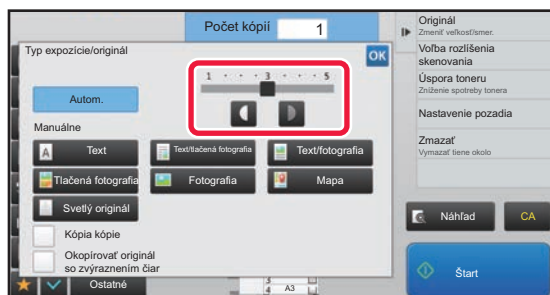 Počet kópií 1
Typ expozície/originál
OK
1 · · · 3 · · · 5
Autom.
Manuálne
A Text
Text/tlačená fotografia
Text/fotografia
Tlačená fotografia
Fotografia
Mapa
Svetlý originál
Kópia kópie
Okopírovať originál
so zvýraznením čiar
Ostatné
3
4 A3
Originál
Zmeniť veľkosť/smer.
Voľba rozlíšenia
skenovania
Úspora toneru
Zníženie spotreby tonera
Nastavenie pozadia
Zmazať
Vymazať tiene okolo
Náhľad
CA
Štart